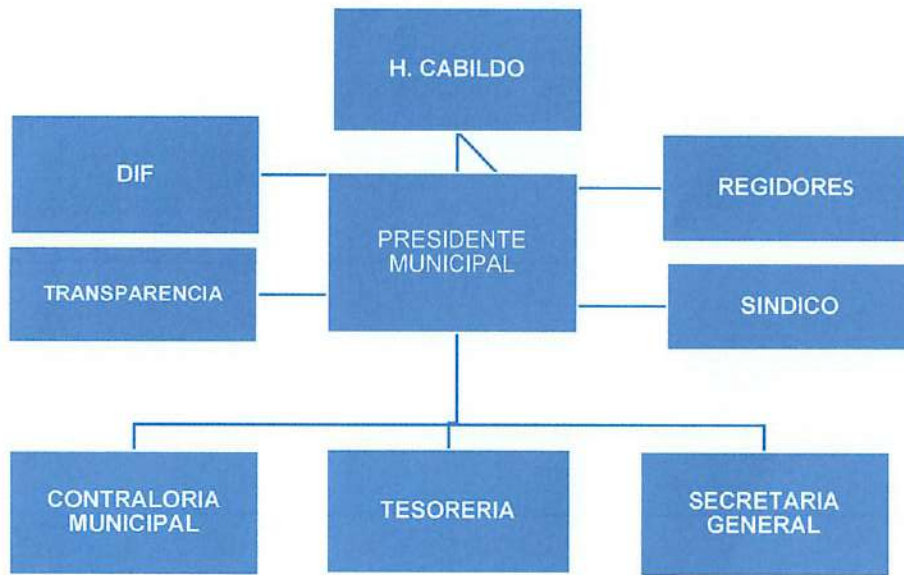 H. CABILDO
DIF
REGIDOREs
PRESIDENTE
MUNICIPAL
TRANSPARENCIA
SINDICO
CONTRALORIA
MUNICIPAL
TESORERIA
SECRETARIA
GENERAL